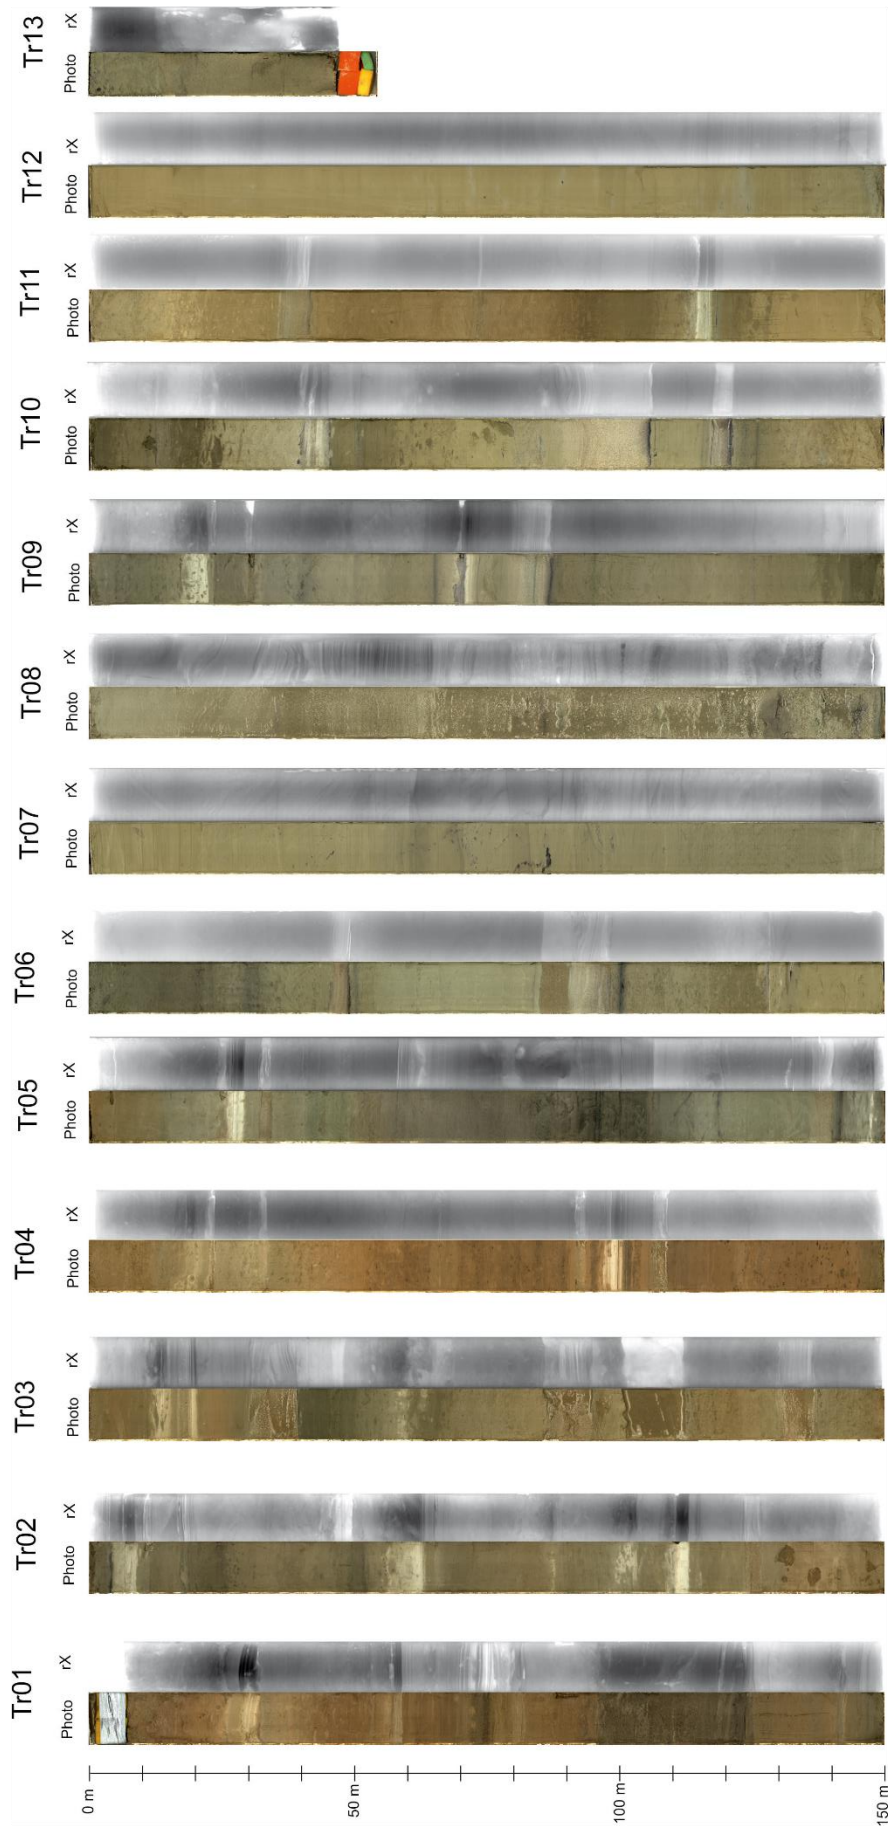 Tr13
rX
Photo
Tr12
rX
Photo
Tr11
rX
Photo
Tr10
rX
Photo
Tr09
rX
Photo
Tr08
rX
Photo
Tr07
rX
Photo
Tr06
rX
Photo
Tr05
rX
Photo
Tr04
rX
Photo
Tr03
rX
Photo
Tr02
rX
Photo
Tr01
rX
Photo
0 m
50 m
100 m
150 m